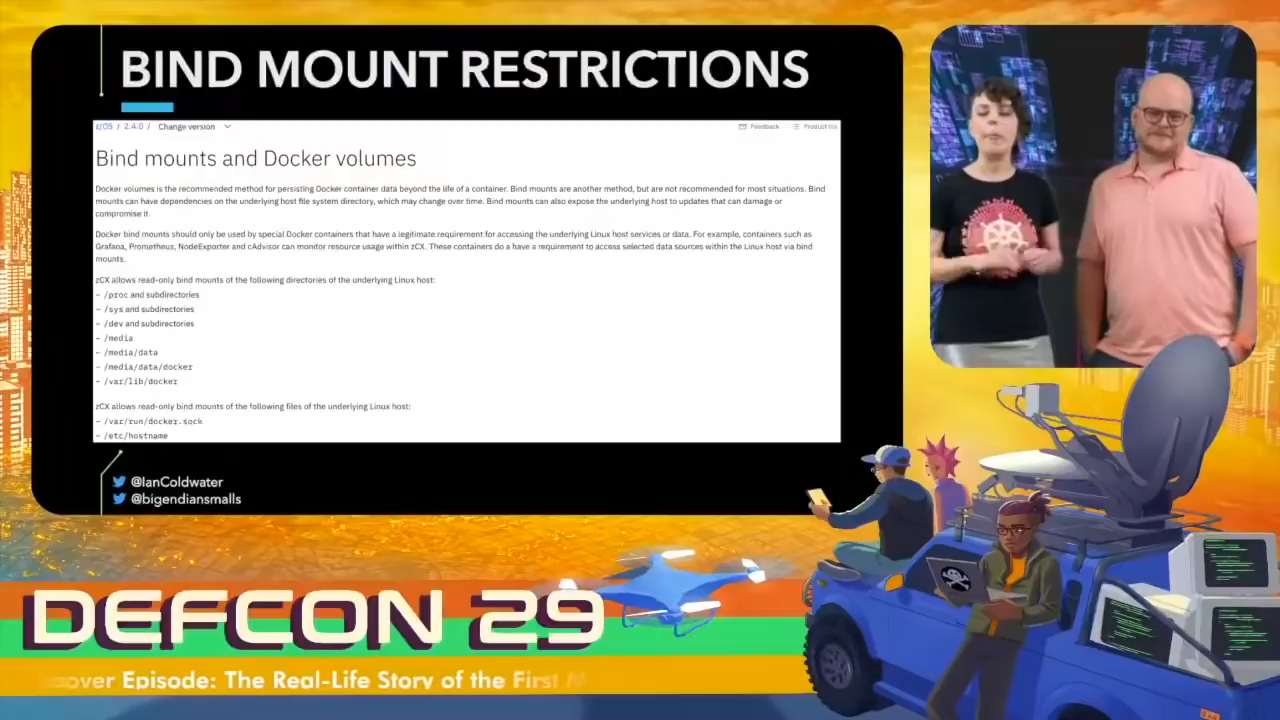 BIND MOUNT RESTRICTIONS
z/OS / 2.4.0 / Change version
Feedback
Product list
Bind mounts and Docker volumes
Docker volumes is the recommended method for persisting Docker container data beyond the life of a container. Bind mounts are another method, but are not recommended for most situations. Bind
mounts can have dependencies on the underlying host file system directory, which may change over time. Bind mounts can also expose the underlying host to updates that can damage or
compromise it.
Docker bind mounts should only be used by special Docker containers that have a legitimate requirement for accessing the underlying Linux host services or data. For example, containers such as
Grafana, Prometheus, NodeExporter and cAdvisor can monitor resource usage within zCX. These containers do a have a requirement to access selected data sources within the Linux host via bind
mounts.
zCX allows read-only bind mounts of the following directories of the underlying Linux host:
– /proc and subdirectories
– /sys and subdirectories
– /dev and subdirectories
– /media
– /media/data
– /media/data/docker
– /var/lib/docker
zCX allows read-only bind mounts of the following files of the underlying Linux host:
– /var/run/docker.sock
– /etc/hostname
@IanColdwater
@bigendiansmalls
DEFCON 29
over Episode: The Real-Life Story of the First